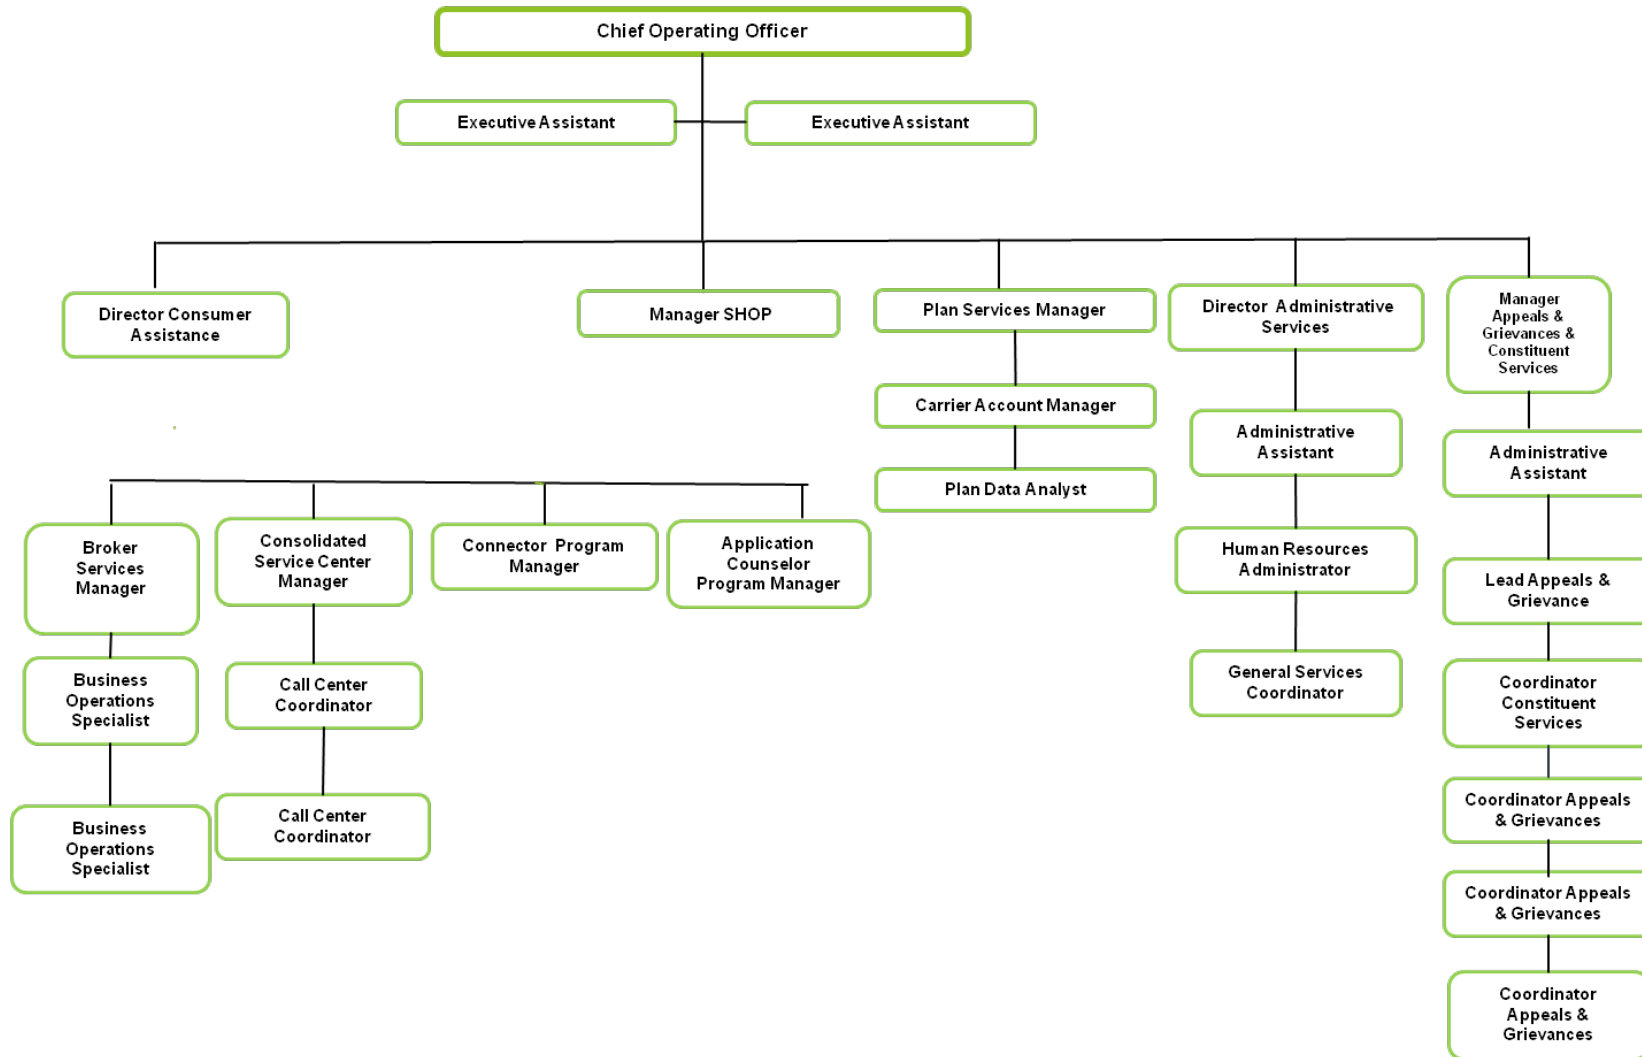 Chief Operating Officer
Executive Assistant
Executive Assistant
Director Consumer
Assistance
Manager SHOP
Plan Services Manager
Director Administrative
Services
Manager
Appeals &
Grievances &
Constituent
Services
Carrier Account Manager
Administrative
Assistant
Administrative
Assistant
Plan Data Analyst
Broker
Services
Manager
Consolidated
Service Center
Manager
Connector Program
Manager
Application
Counselor
Program Manager
Human Resources
Administrator
Lead Appeals &
Grievance
Business
Operations
Specialist
Call Center
Coordinator
General Services
Coordinator
Coordinator
Constituent
Services
Business
Operations
Specialist
Call Center
Coordinator
Coordinator Appeals
& Grievances
Coordinator Appeals
& Grievances
Coordinator
Appeals &
Grievances